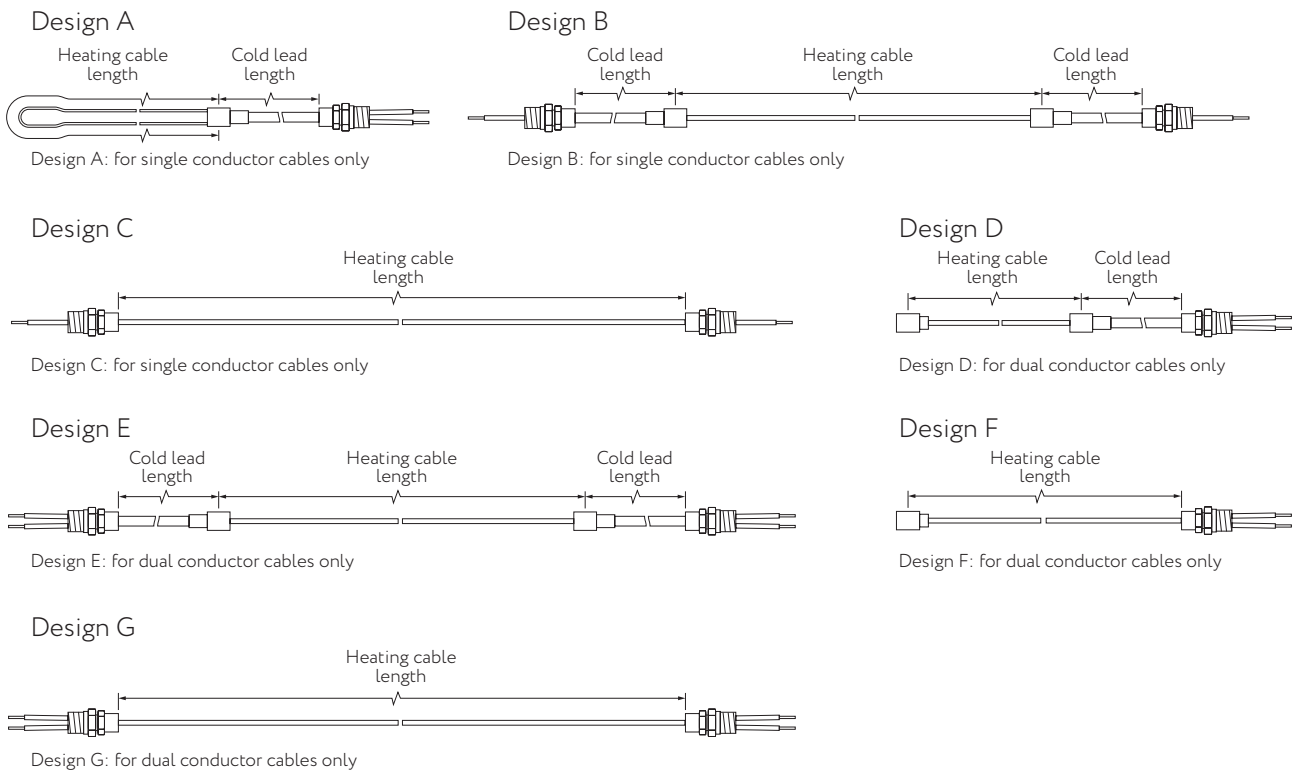 Design A
Heating cable
length
Cold lead
length
Design A: for single conductor cables only
Design B
Cold lead
length
Heating cable
length
Cold lead
length
Design B: for single conductor cables only
Design C
Heating cable
length
Design C: for single conductor cables only
Design D
Heating cable
length
Cold lead
length
Design D: for dual conductor cables only
Design E
Cold lead
length
Heating cable
length
Cold lead
length
Design E: for dual conductor cables only
Design F
Heating cable
length
Design F: for dual conductor cables only
Design G
Heating cable
length
Design G: for dual conductor cables only